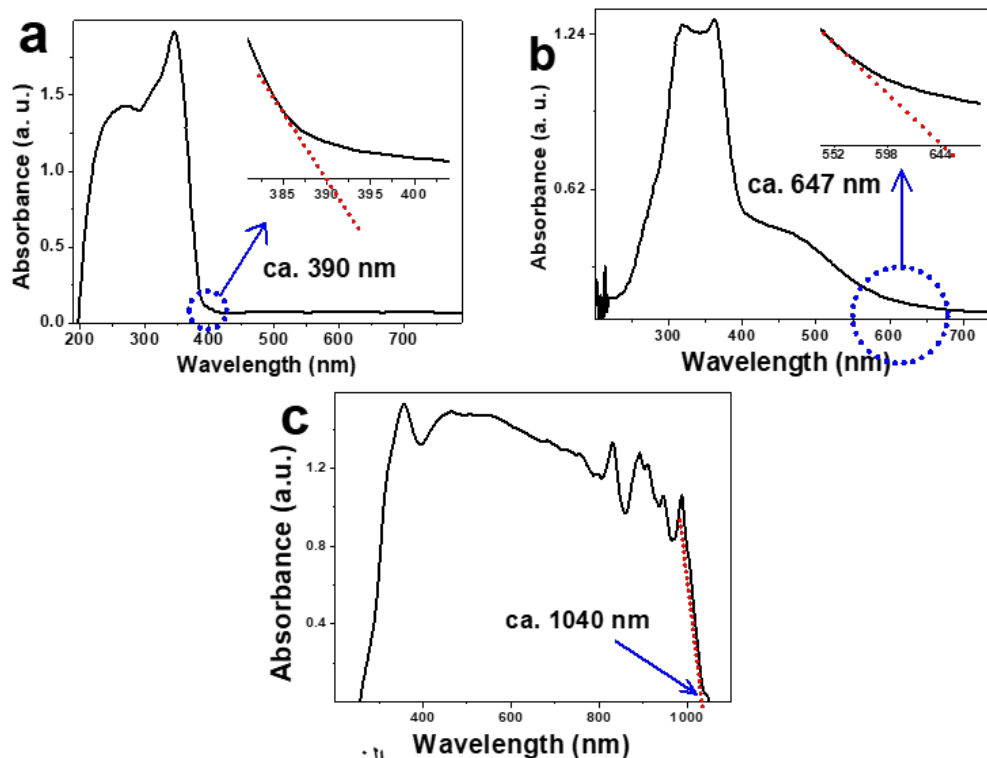 a
Absorbance (a. u.)
1.5
1.0
0.5
0.0
385 390 395 400
ca. 390 nm
200 300 400 500 600 700
Wavelength (nm)
b
Absorbance (a. u.)
1.24
0.62
552 598 644
ca. 647 nm
300 400 500 600 700
Wavelength (nm)
c
Absorbance (a.u.)
1.2
0.8
0.4
ca. 1040 nm
400 600 800 1000
Wavelength (nm)